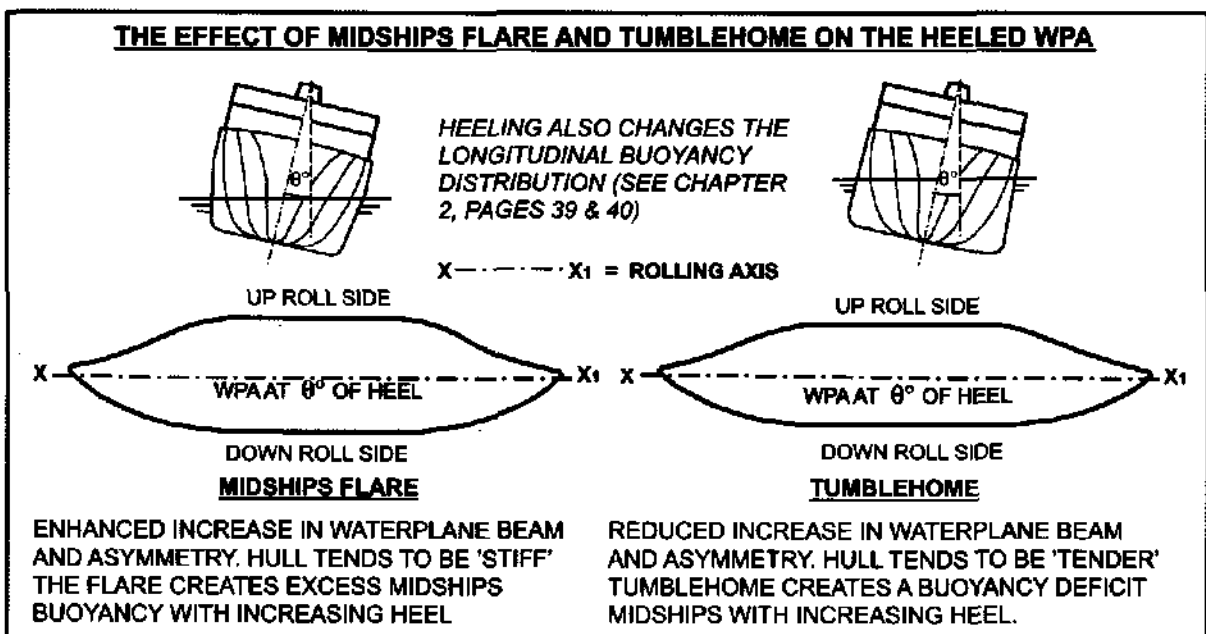 THE EFFECT OF MIDSHIPS FLARE AND TUMBLEHOME ON THE HEELED WPA
θ°
HEELING ALSO CHANGES THE
LONGITUDINAL BUOYANCY
DISTRIBUTION (SEE CHAPTER
2, PAGES 39 & 40)
θ°
X X1 = ROLLING AXIS
UP ROLL SIDE
X X1
WPA AT θ° OF HEEL
DOWN ROLL SIDE
MIDSHIPS FLARE
ENHANCED INCREASE IN WATERPLANE BEAM
AND ASYMMETRY. HULL TENDS TO BE 'STIFF'
THE FLARE CREATES EXCESS MIDSHIPS
BUOYANCY WITH INCREASING HEEL
UP ROLL SIDE
X X1
WPA AT θ° OF HEEL
DOWN ROLL SIDE
TUMBLEHOME
REDUCED INCREASE IN WATERPLANE BEAM
AND ASYMMETRY. HULL TENDS TO BE 'TENDER'
TUMBLEHOME CREATES A BUOYANCY DEFICIT
MIDSHIPS WITH INCREASING HEEL.